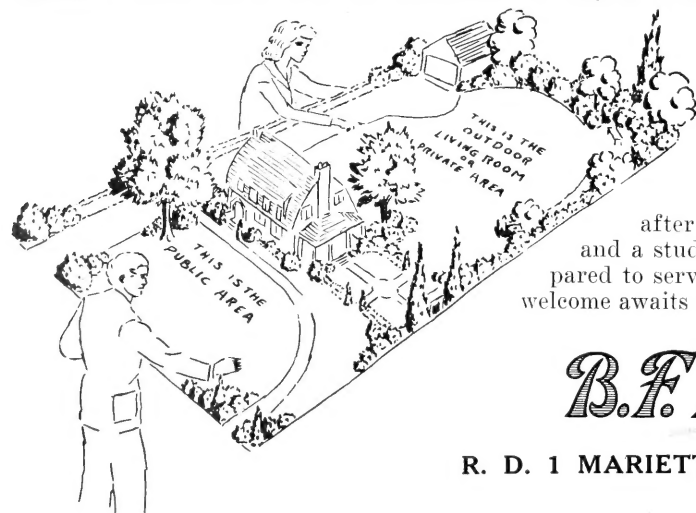 THIS IS THE
OUTDOOR
LIVING ROOM
OR
PRIVATE AREA
THIS IS THE
PUBLIC AREA
after
and a stud
pared to serv
welcome awaits
B.F.
R. D. 1 MARIETT